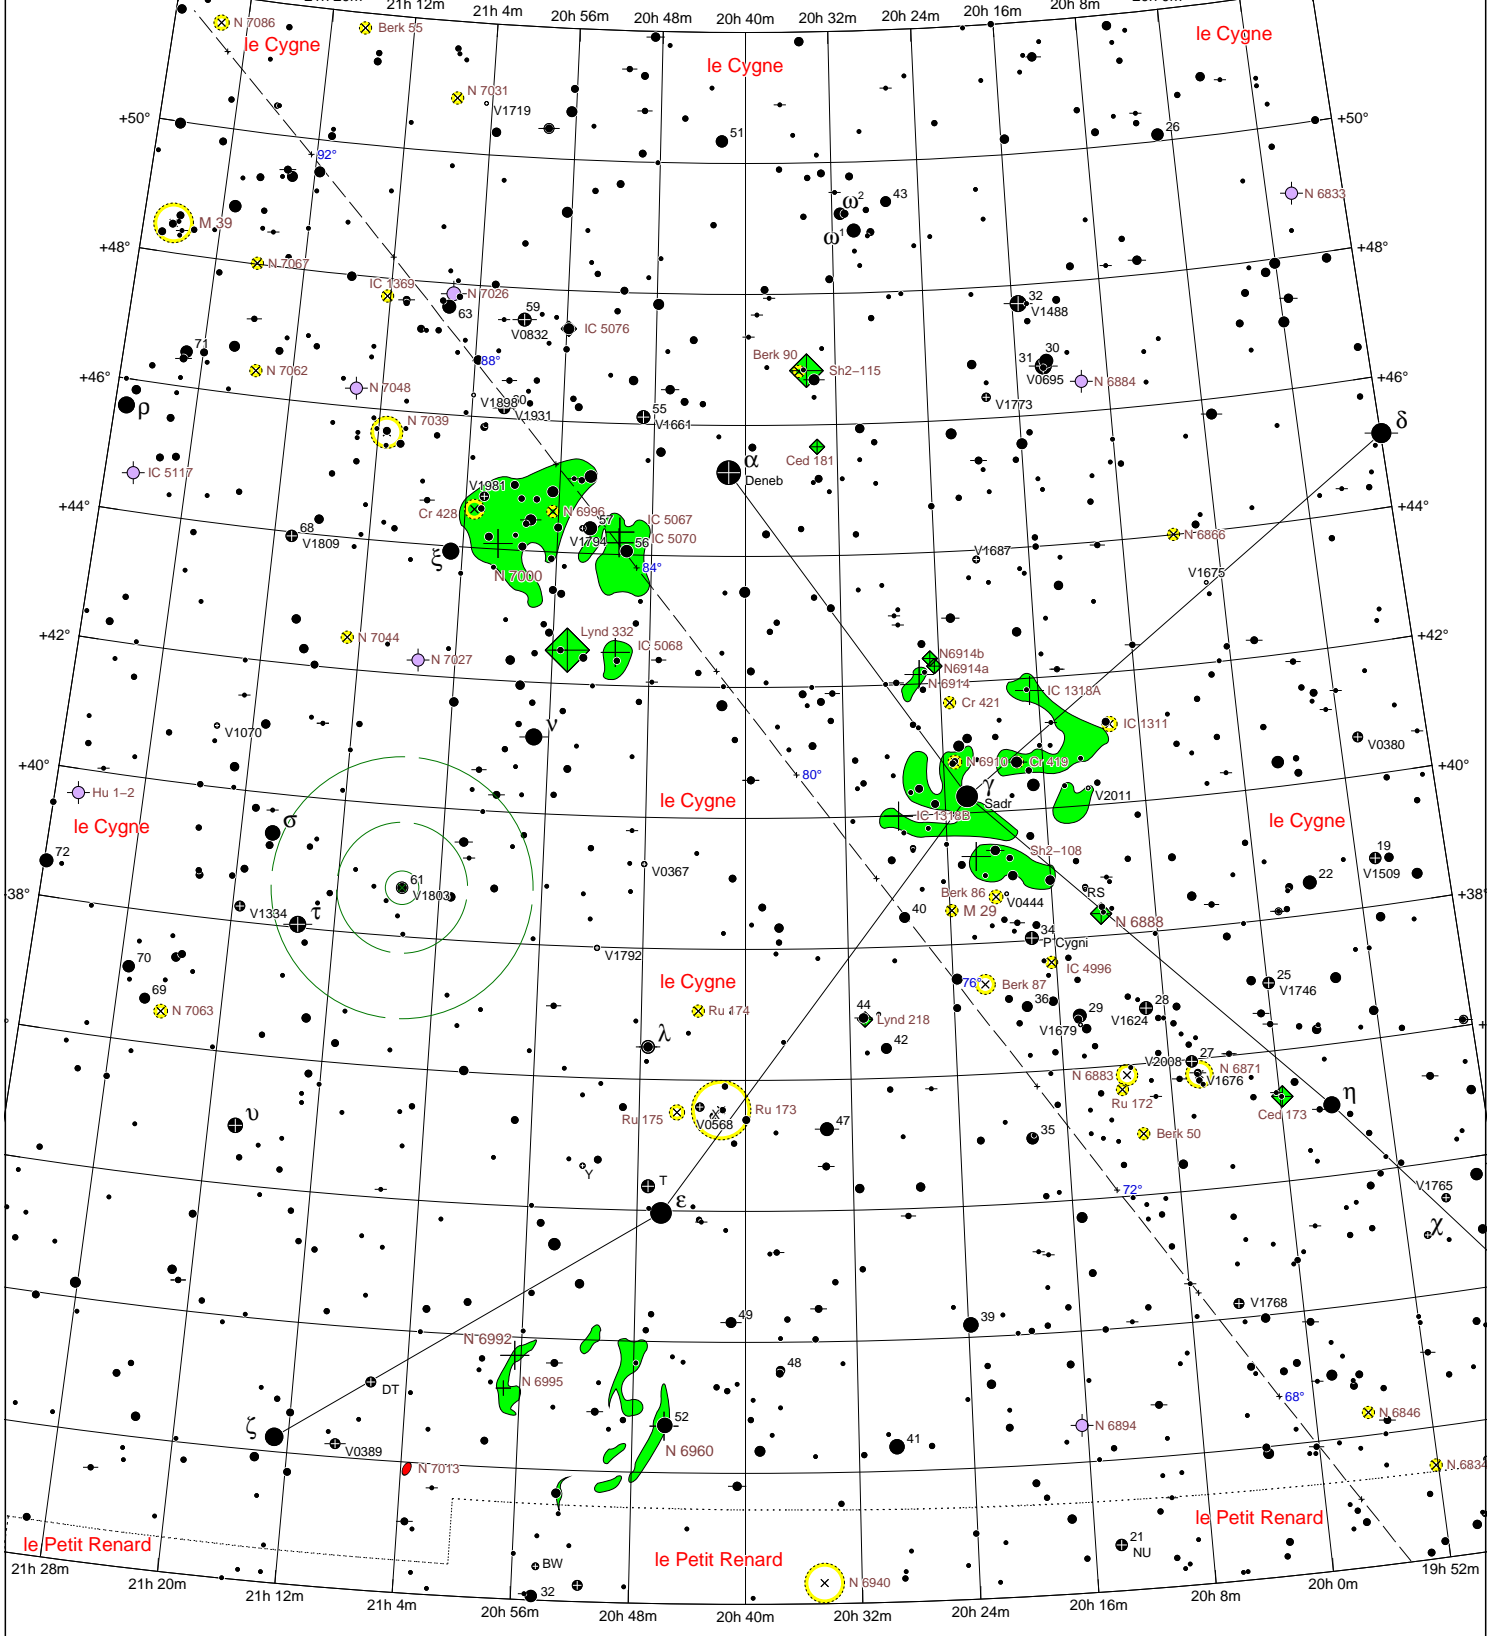 21h 12m
21h 4m
20h 56m
20h 48m
20h 40m
20h 32m
20h 24m
20h 16m
20h 8m
N 7086
Berk 55
le Cygne
le Cygne
le Cygne
N 7031
V1719
+50°
51
26
+50°
92°
ω²
43
N 6833
M 39
ω¹
+48°
+48°
N 7067
IC 1369
N 7026
63
59
V0832
IC 5076
32
V1488
71
88°
Berk 90
Sh2−115
30
31
V0695
N 7062
+46°
N 7048
N 6884
+46°
ρ
V1898
60
V1931
55
V1661
V1773
N 7039
δ
α
Deneb
Ced 181
IC 5117
V1981
+44°
Cr 428
N 6996
57
IC 5067
+44°
68
V1809
V1794
56
IC 5070
N 6866
ξ
V1687
N 7000
84°
V1675
+42°
N 7044
Lynd 332
IC 5068
+42°
N 7027
N6914b
N6914a
N 6914
IC 1318A
Cr 421
V1070
ν
IC 1311
V0380
+40°
80°
N 6910
Cr 419
+40°
Hu 1−2
le Cygne
γ
Sadr
V2011
le Cygne
σ
IC 1318B
le Cygne
72
V0367
Sh2−108
19
V1509
61
V1803
22
+38°
38°
V1334
τ
40
Berk 86
V0444
RS
M 29
N 6888
34
P Cygni
V1792
70
IC 4996
69
le Cygne
76°
Berk 87
25
V1746
N 7063
Ru 174
44
Lynd 218
36
29
28
V1679
V1624
λ
42
V2008
27
N 6883
N 6871
V1676
Ru 172
υ
Ru 175
V0568
Ru 173
47
35
Berk 50
Ced 173
η
Y
T
72°
V1765
ε
χ
V1768
49
39
N 6992
48
N 6995
DT
68°
52
N 6894
N 6846
ζ
V0389
N 6960
41
N 7013
N 6834
le Petit Renard
le Petit Renard
le Petit Renard
21
NU
BW
32
N 6940
21h 28m
21h 20m
21h 12m
21h 4m
20h 56m
20h 48m
20h 40m
20h 32m
20h 24m
20h 16m
20h 8m
20h 0m
19h 52m